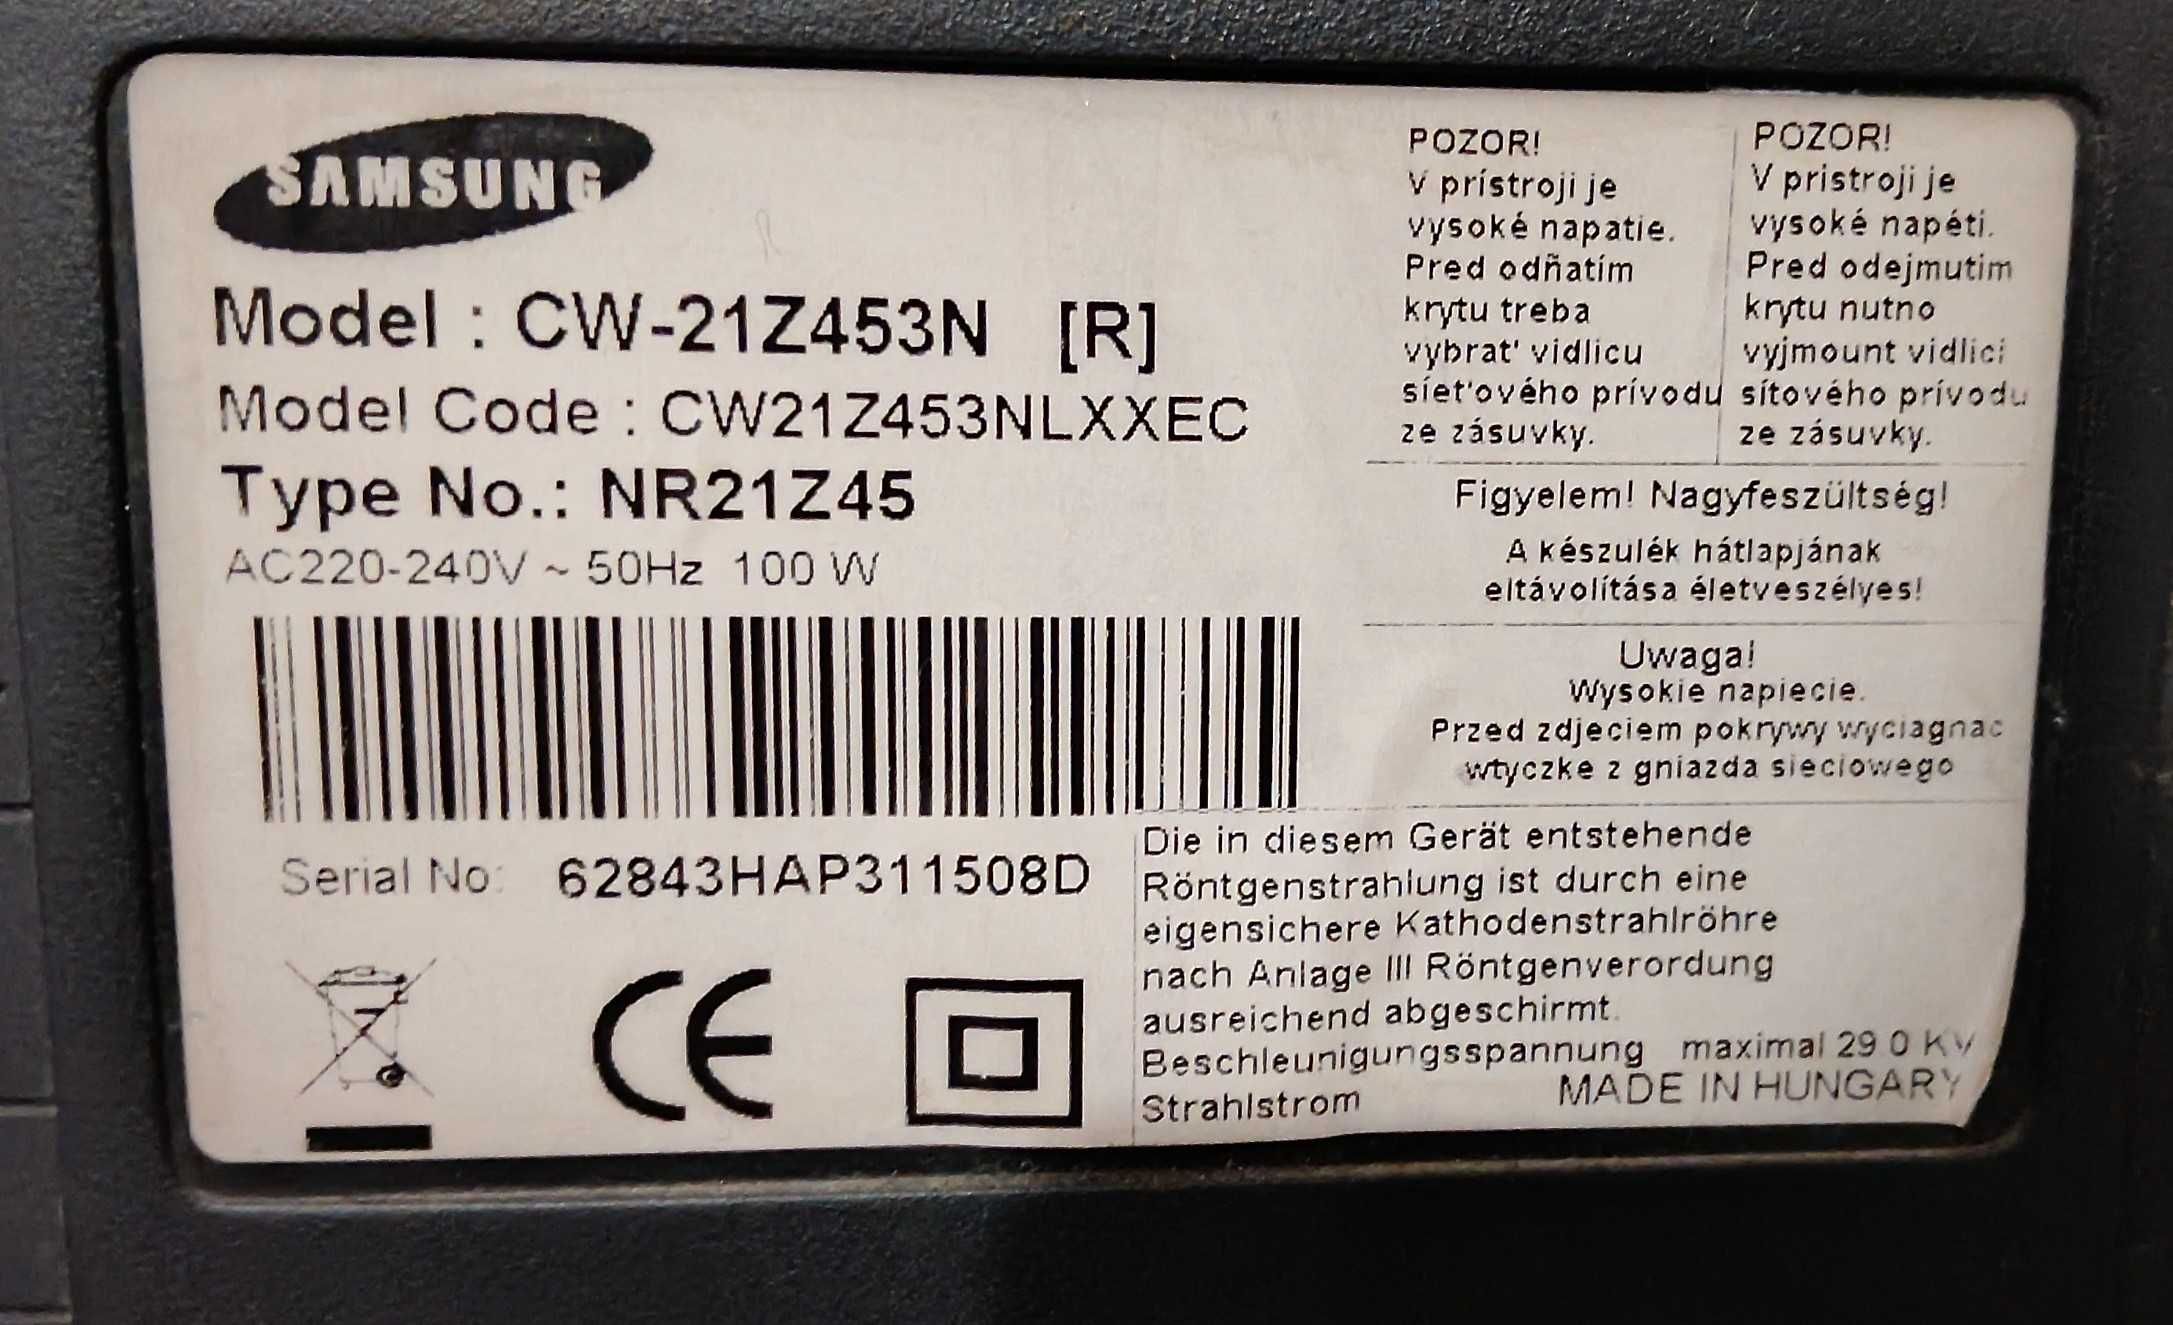 SAMSUNG
Model : CW-21Z453N [R]
Model Code : CW21Z453NLXXEC
Type No.: NR21Z45
AC220-240V ~ 50Hz 100 W
Serial No: 62843HAP311508D
CE
POZOR!
V prístroji je
vysoké napatie.
Pred odňatím
krytu treba
vybrat' vidlicu
síet'ového prívodu
ze zásuvky.
POZOR!
V pristroji je
vysoké napéti.
Pred odejmutim
krytu nutno
vyjmount vidlici
sítového prívodu
ze zásuvky.
Figyelem! Nagyfeszültség!
A készulék hátlapjának
eltávolítása életveszélyes!
Uwaga!
Wysokie napiecie.
Przed zdjeciem pokrywy wyciagnac
wtyczke z gniazda sieciowego
Die in diesem Gerät entstehende
Röntgenstrahlung ist durch eine
eigensichere Kathodenstrahlröhre
nach Anlage III Röntgenverordung
ausreichend abgeschirmt.
Beschleunigungsspannung maximal 29 0 KV
Strahlstrom
MADE IN HUNGARY